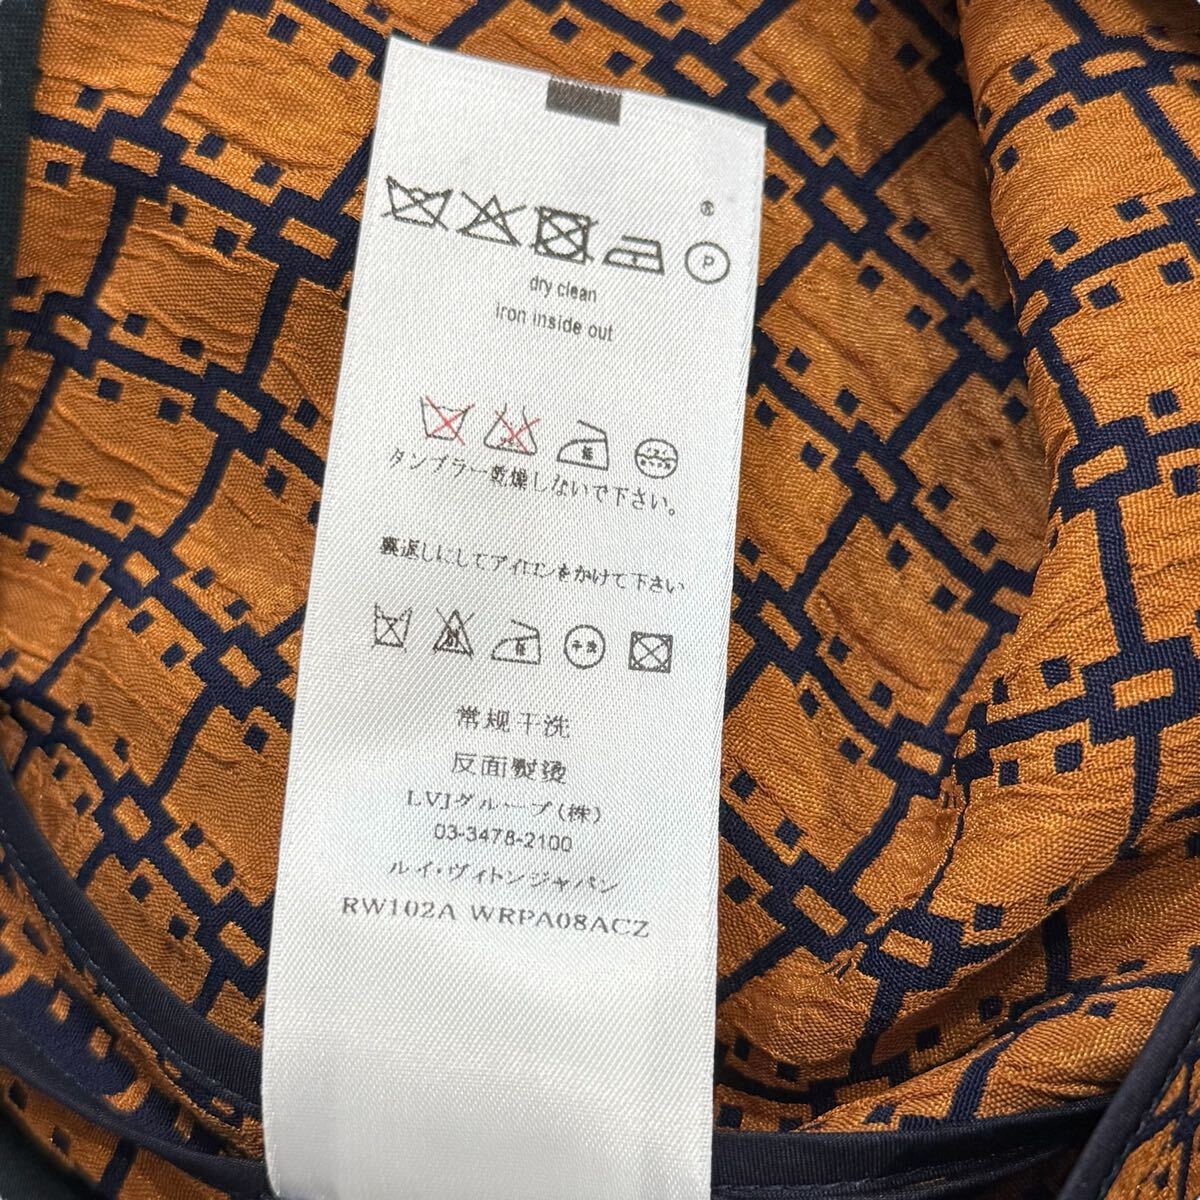 ®
P
dry clean
iron inside out
タンブラー乾燥しないで下さい。
裏返しにしてアイロンをかけて下さい
常规干洗
反面熨烫
LVJグループ(株)
03-3478-2100
ルイ・ヴィトンジャパン
RW102A WRPA08ACZ